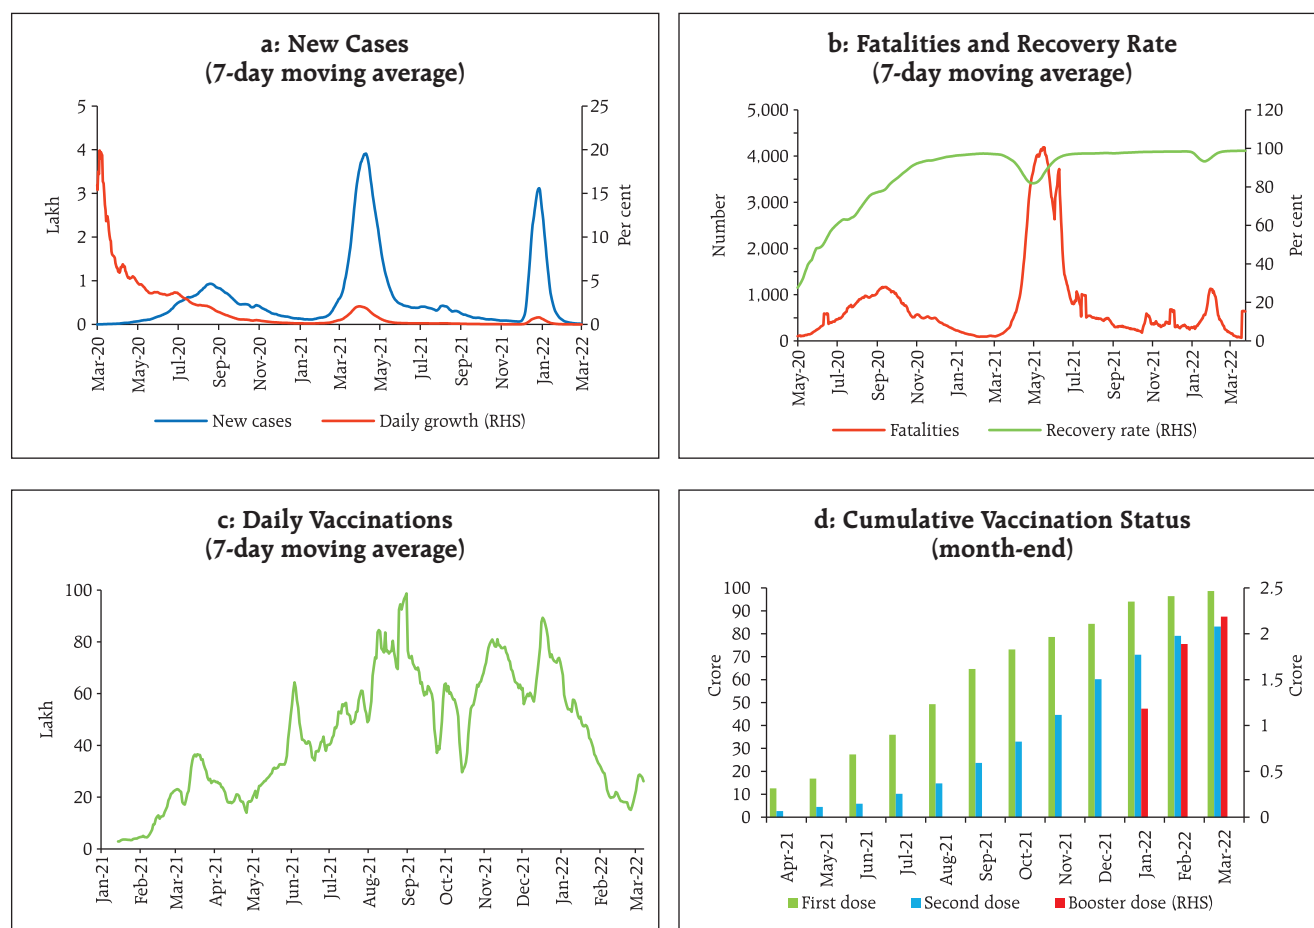 a: New Cases
(7-day moving average)
5
4
3
2
1
0
Lakh
25
20
15
10
5
0
Per cent
Mar-20
May-20
Jul-20
Sep-20
Nov-20
Jan-21
Mar-21
May-21
Jul-21
Sep-21
Nov-21
Jan-22
Mar-22
New cases
Daily growth (RHS)
b: Fatalities and Recovery Rate
(7-day moving average)
5,000
4,000
3,000
2,000
1,000
0
Number
120
100
80
60
40
20
0
Per cent
May-20
Jul-20
Sep-20
Nov-20
Jan-21
Mar-21
May-21
Jul-21
Sep-21
Nov-21
Jan-22
Mar-22
Fatalities
Recovery rate (RHS)
c: Daily Vaccinations
(7-day moving average)
100
80
60
40
20
0
Lakh
Jan-21
Feb-21
Mar-21
Apr-21
May-21
Jun-21
Jul-21
Aug-21
Sep-21
Oct-21
Nov-21
Dec-21
Jan-22
Feb-22
Mar-22
d: Cumulative Vaccination Status
(month-end)
100
90
80
70
60
50
40
30
20
10
0
Crore
2.5
2
1.5
1
0.5
0
Crore
Apr-21
May-21
Jun-21
Jul-21
Aug-21
Sep-21
Oct-21
Nov-21
Dec-21
Jan-22
Feb-22
Mar-22
First dose
Second dose
Booster dose (RHS)